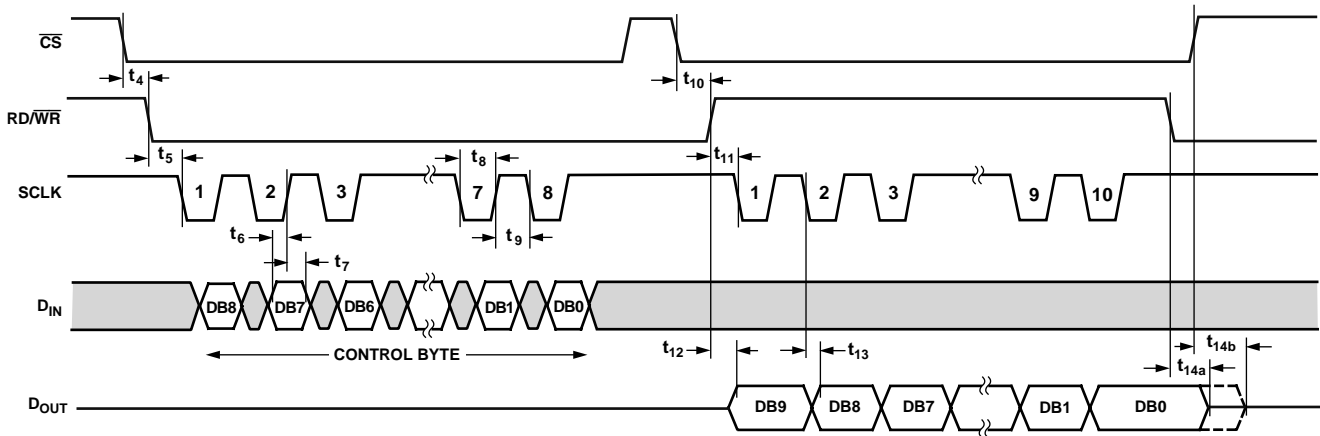 CS
t4
t10
RD/WR
t5
t8
t11
SCLK
1 2 3 7 8 1 2 3 9 10
t6
t9
t7
DIN
DB8 DB7 DB6 DB1 DB0
CONTROL BYTE
t12
t13
t14b
t14a
DOUT
DB9 DB8 DB7 DB1 DB0